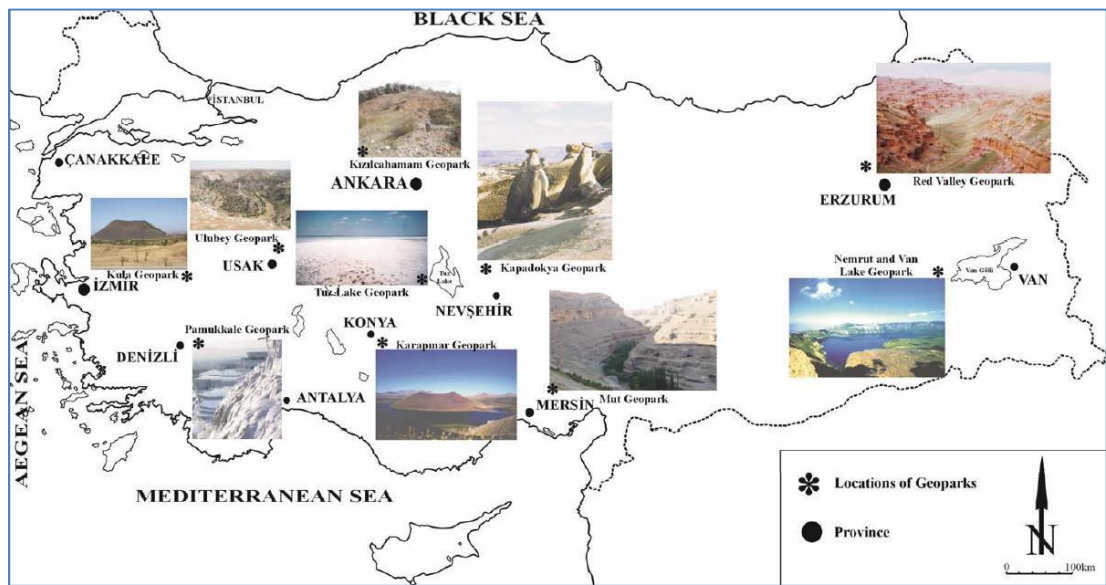 BLACK SEA
İSTANBUL
ÇANAKKALE
Kızılcahamam Geopark
ANKARA
Red Valley Geopark
ERZURUM
Ulubey Geopark
USAK
Kula Geopark
İZMİR
Tuz Lake Geopark
Tuz
Lake
Kapadokya Geopark
NEVŞEHİR
Nemrut and Van
Lake Geopark
Van Gölü
VAN
Pamukkale Geopark
DENİZLİ
KONYA
Karapınar Geopark
ANTALYA
Mut Geopark
MERSİN
AEGEAN SEA
MEDITERRANEAN SEA
Locations of Geoparks
Province
N
0 100km